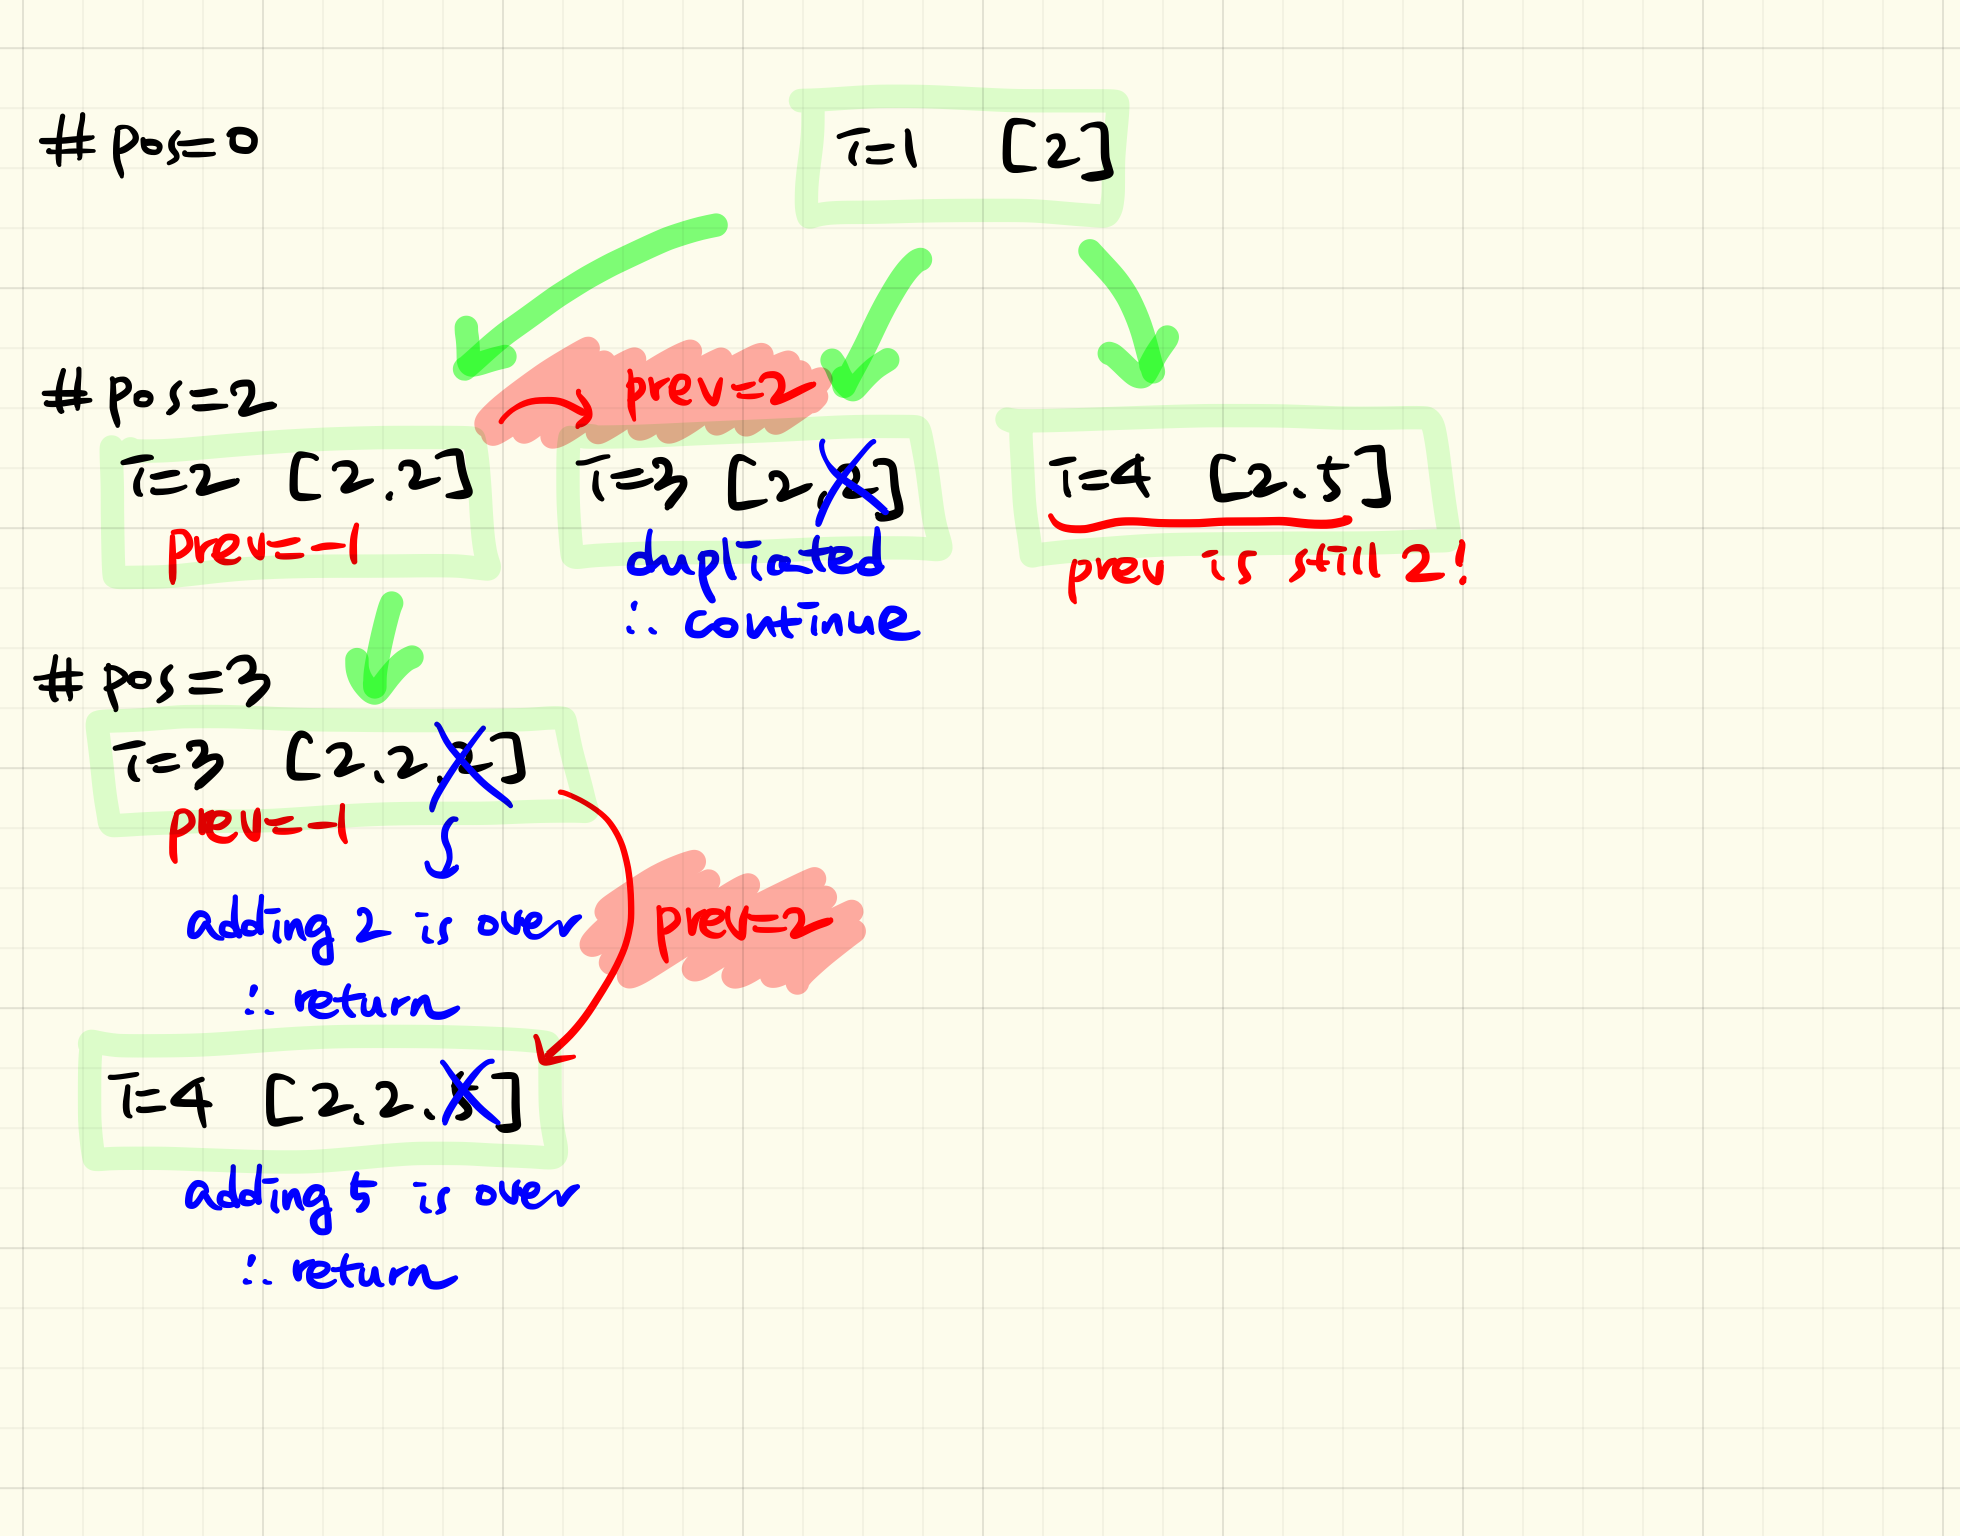 # pos=0
i=1 [2]
# pos=2
prev=2
i=2 [2,2]
i=3 [2,2]
i=4 [2,5]
prev=-1
dupliated
prev is still 2!
∴ continue
# pos=3
i=3 [2,2,2]
prev=-1
adding 2 is over
prev=2
∴ return
i=4 [2,2,5]
adding 5 is over
∴ return